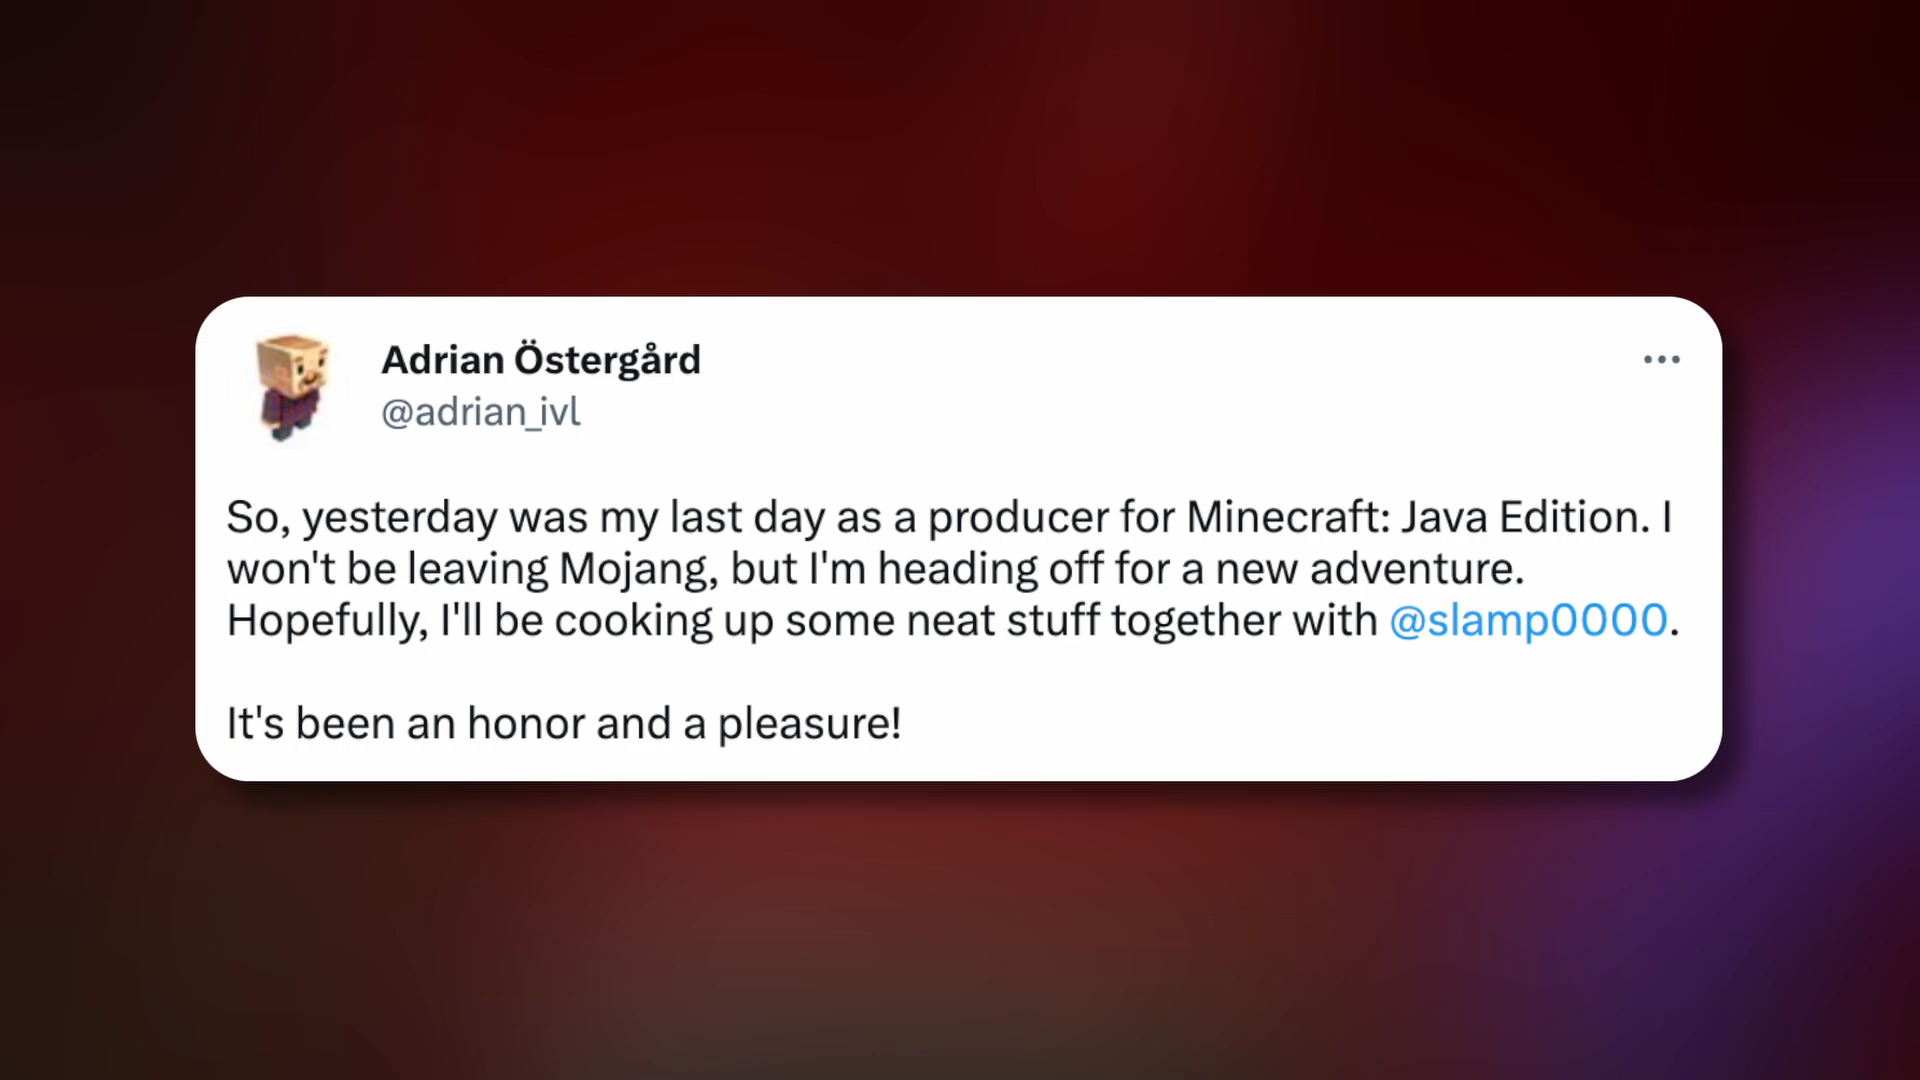 Adrian Östergård
@adrian_ivl
So, yesterday was my last day as a producer for Minecraft: Java Edition. I
won't be leaving Mojang, but I'm heading off for a new adventure.
Hopefully, I'll be cooking up some neat stuff together with @slamp0000.
It's been an honor and a pleasure!